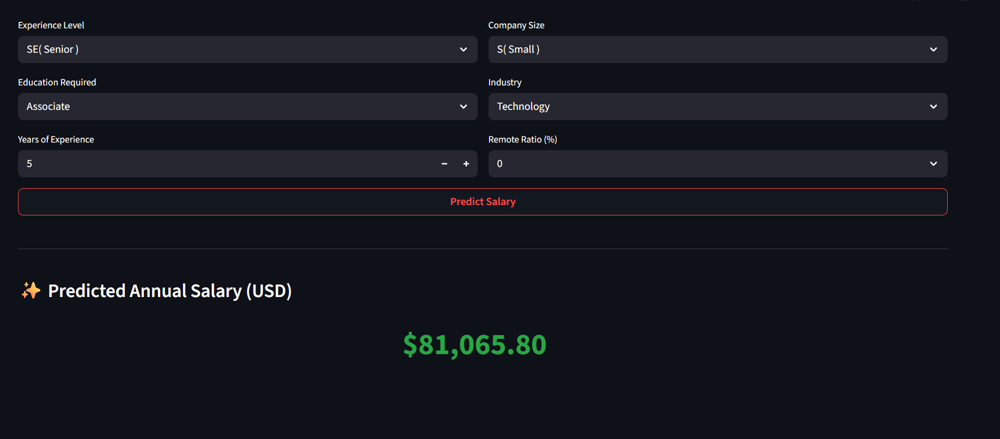 Experience Level
Company Size
SE( Senior )
S( Small )
Education Required
Industry
Associate
Technology
Years of Experience
Remote Ratio (%)
5
0
Predict Salary
✨ Predicted Annual Salary (USD)
$81,065.80